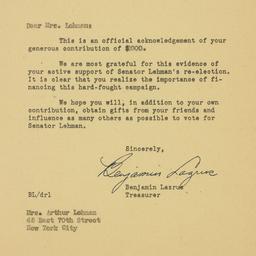 Dear Mrs. Lehman:
This is an official acknowledgement of your
generous contribution of $2000.
We are most grateful for this evidence of
your active support of Senator Lehman's re-election.
It is clear that you realize the importance of fi-
nancing this hard-fought campaign.
We hope you will, in addition to your own
contribution, obtain gifts from your friends and
influence as many others as possible to vote for
Senator Lehman.
Sincerely,
Benjamin Lazrus
Benjamin Lazrus
Treasurer
BL/drl
Mrs. Arthur Lehman
45 East 70th Street
New York City